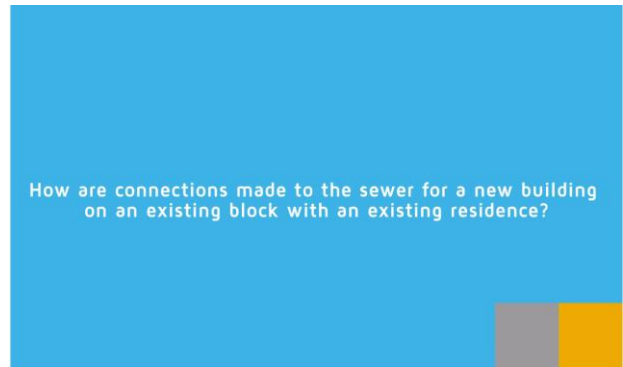 How are connections made to the sewer for a new building
on an existing block with an existing residence?